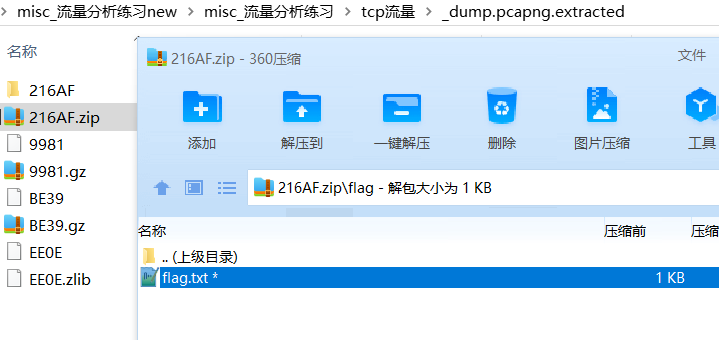 misc_流量分析练习new > misc_流量分析练习 > tcp流量 > _dump.pcapng.extracted
名称
216AF
216AF.zip
9981
9981.gz
BE39
BE39.gz
EE0E
EE0E.zlib
216AF.zip - 360压缩
文件
添加
解压到
一键解压
删除
图片压缩
工具
216AF.zip\flag - 解包大小为 1 KB
名称 压缩前 压缩
.. (上级目录)
flag.txt * 1 KB